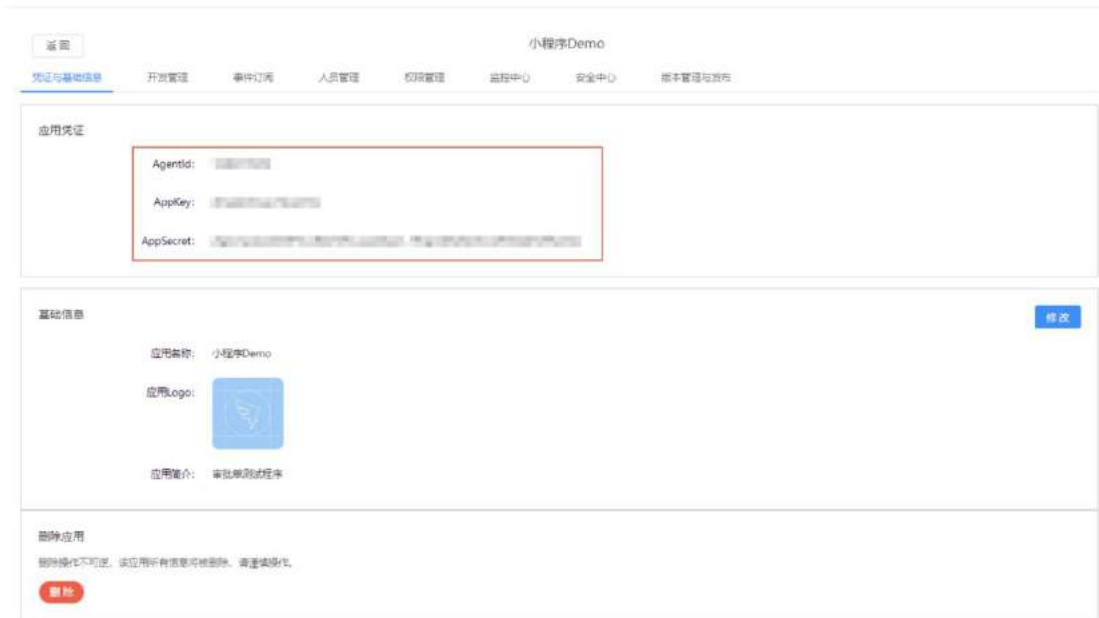 返回
小程序Demo
凭证与基础信息 开发管理 事件订阅 人员管理 权限管理 监控中心 安全中心 版本管理与发布
应用凭证
AgentId:
AppKey:
AppSecret:
基础信息
修改
应用名称: 小程序Demo
应用Logo:
应用简介: 审批单测试程序
删除应用
删除操作不可逆，该应用所有信息将被删除，请谨慎操作。
删除